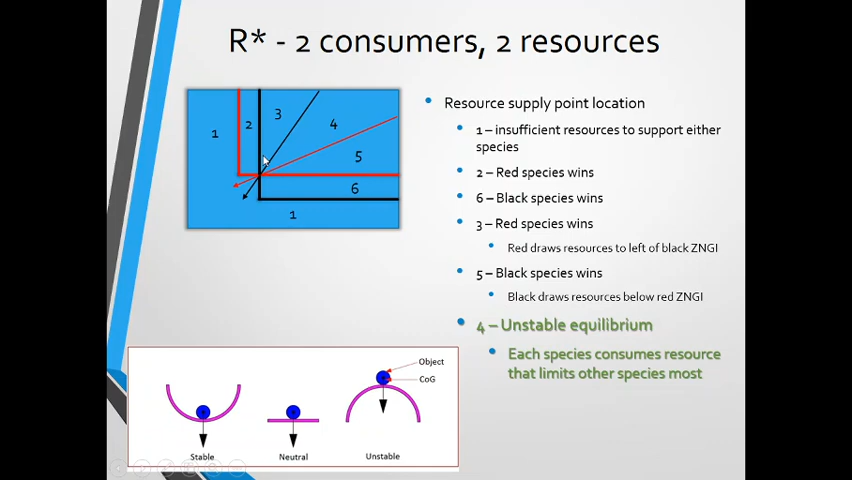 R* - 2 consumers, 2 resources
1
2
3
4
5
6
1
Resource supply point location
1 – insufficient resources to support either
species
2 – Red species wins
6 – Black species wins
3 – Red species wins
Red draws resources to left of black ZNGI
5 – Black species wins
Black draws resources below red ZNGI
4 – Unstable equilibrium
Each species consumes resource
that limits other species most
Object
CoG
Stable
Neutral
Unstable